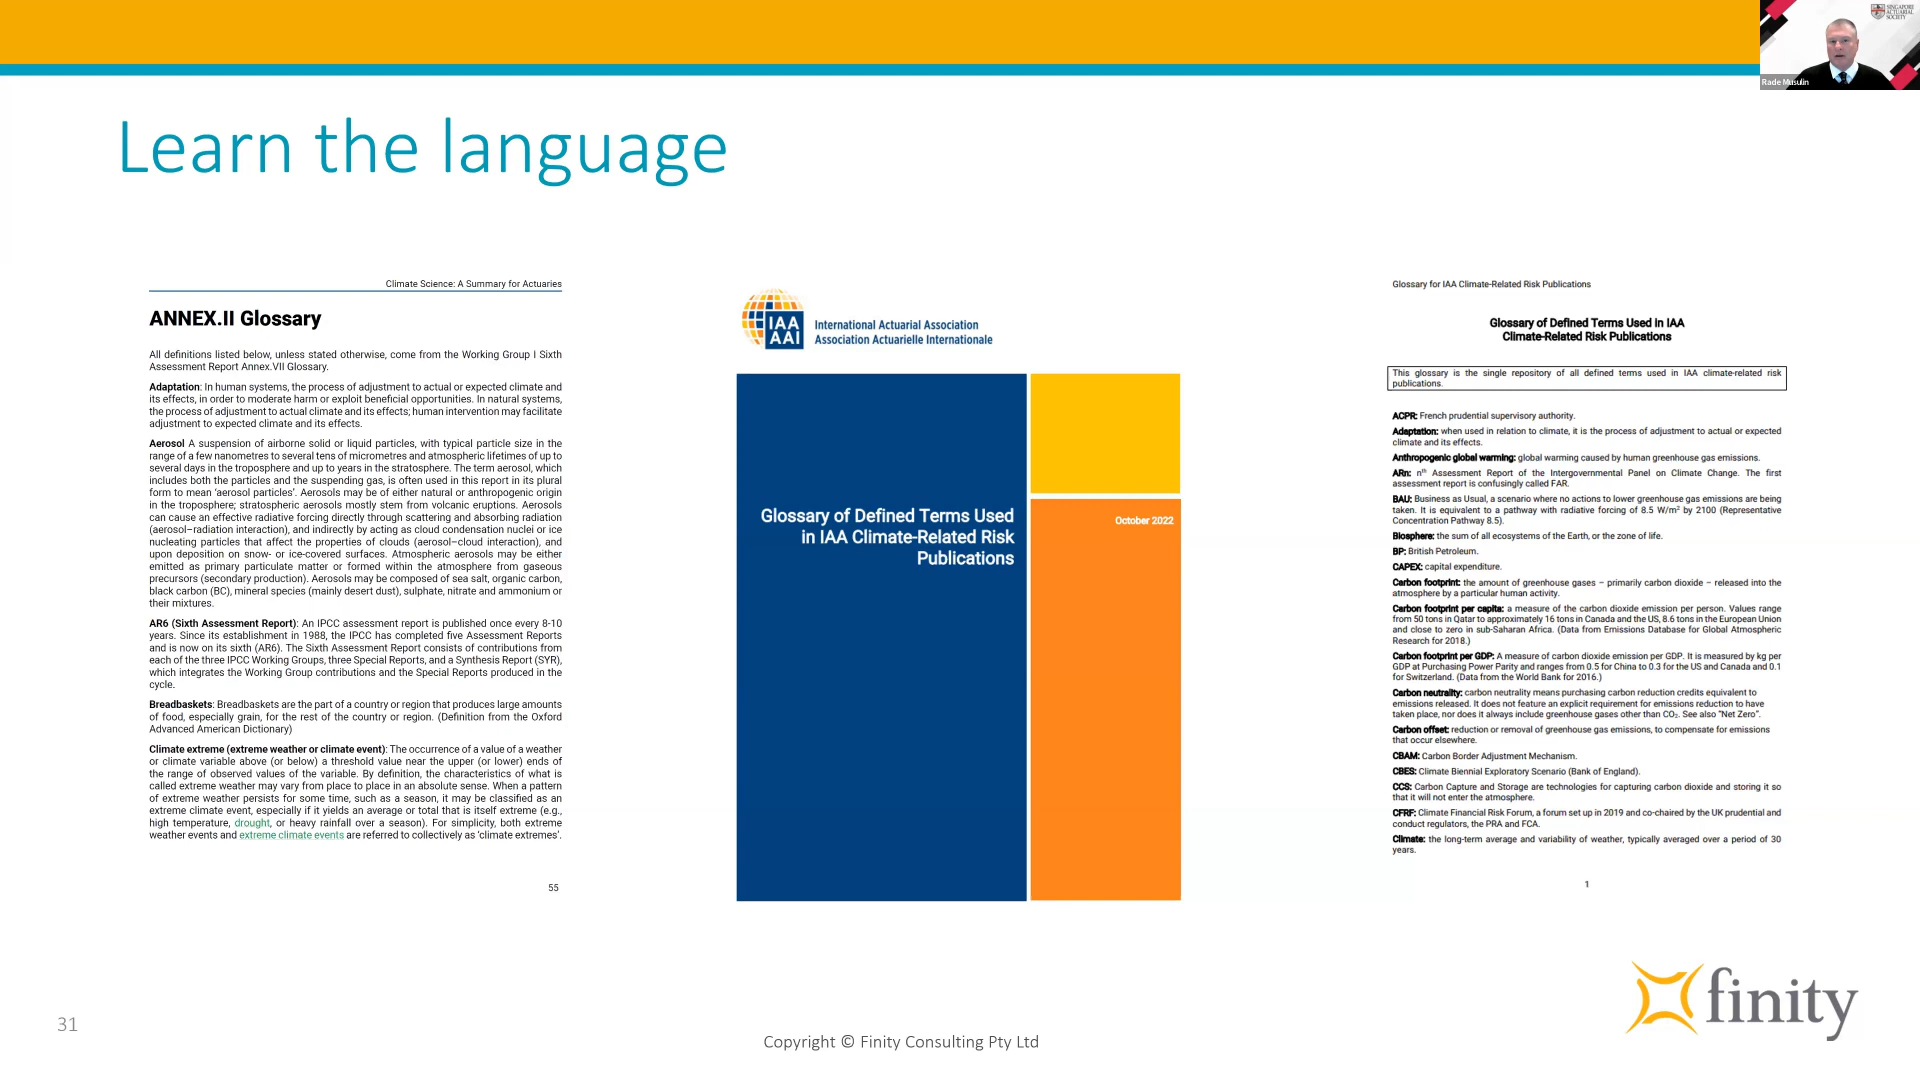 SINGAPORE
ACTUARIAL
SOCIETY
Rade Musulin
Learn the language
Climate Science: A Summary for Actuaries
ANNEX.II Glossary
All definitions listed below, unless stated otherwise, come from the Working Group I Sixth
Assessment Report Annex.VII Glossary.
Adaptation: In human systems, the process of adjustment to actual or expected climate and
its effects, in order to moderate harm or exploit beneficial opportunities. In natural systems,
the process of adjustment to actual climate and its effects; human intervention may facilitate
adjustment to expected climate and its effects.
Aerosol A suspension of airborne solid or liquid particles, with typical particle size in the
range of a few nanometres to several tens of micrometres and atmospheric lifetimes of up to
several days in the troposphere and up to years in the stratosphere. The term aerosol, which
includes both the particles and the suspending gas, is often used in this report in its plural
form to mean ‘aerosol particles’. Aerosols may be of either natural or anthropogenic origin
in the troposphere; stratospheric aerosols mostly stem from volcanic eruptions. Aerosols
can cause an effective radiative forcing directly through scattering and absorbing radiation
(aerosol–radiation interaction), and indirectly by acting as cloud condensation nuclei or ice
nucleating particles that affect the properties of clouds (aerosol–cloud interaction), and
upon deposition on snow- or ice-covered surfaces. Atmospheric aerosols may be either
emitted as primary particulate matter or formed within the atmosphere from gaseous
precursors (secondary production). Aerosols may be composed of sea salt, organic carbon,
black carbon (BC), mineral species (mainly desert dust), sulphate, nitrate and ammonium or
their mixtures.
AR6 (Sixth Assessment Report): An IPCC assessment report is published once every 8-10
years. Since its establishment in 1988, the IPCC has completed five Assessment Reports
and is now on its sixth (AR6). The Sixth Assessment Report consists of contributions from
each of the three IPCC Working Groups, three Special Reports, and a Synthesis Report (SYR),
which integrates the Working Group contributions and the Special Reports produced in the
cycle.
Breadbaskets: Breadbaskets are the part of a country or region that produces large amounts
of food, especially grain, for the rest of the country or region. (Definition from the Oxford
Advanced American Dictionary)
Climate extreme (extreme weather or climate event): The occurrence of a value of a weather
or climate variable above (or below) a threshold value near the upper (or lower) ends of
the range of observed values of the variable. By definition, the characteristics of what is
called extreme weather may vary from place to place in an absolute sense. When a pattern
of extreme weather persists for some time, such as a season, it may be classified as an
extreme climate event, especially if it yields an average or total that is itself extreme (e.g.,
high temperature, drought, or heavy rainfall over a season). For simplicity, both extreme
weather events and extreme climate events are referred to collectively as ‘climate extremes’.
55
IAA
AAI
International Actuarial Association
Association Actuarielle Internationale
Glossary of Defined Terms Used
in IAA Climate-Related Risk
Publications
October 2022
Glossary for IAA Climate-Related Risk Publications
Glossary of Defined Terms Used in IAA
Climate-Related Risk Publications
This glossary is the single repository of all defined terms used in IAA climate-related risk
publications.
ACPR: French prudential supervisory authority.
Adaptation: when used in relation to climate, it is the process of adjustment to actual or expected
climate and its effects.
Anthropogenic global warming: global warming caused by human greenhouse gas emissions.
ARn: nth Assessment Report of the Intergovernmental Panel on Climate Change. The first
assessment report is confusingly called FAR.
BAU: Business as Usual, a scenario where no actions to lower greenhouse gas emissions are being
taken. It is equivalent to a pathway with radiative forcing of 8.5 W/m² by 2100 (Representative
Concentration Pathway 8.5).
Biosphere: the sum of all ecosystems of the Earth, or the zone of life.
BP: British Petroleum.
CAPEX: capital expenditure.
Carbon footprint: the amount of greenhouse gases – primarily carbon dioxide – released into the
atmosphere by a particular human activity.
Carbon footprint per capita: a measure of the carbon dioxide emission per person. Values range
from 50 tons in Qatar to approximately 16 tons in Canada and the US, 8.6 tons in the European Union
and close to zero in sub-Saharan Africa. (Data from Emissions Database for Global Atmospheric
Research for 2018.)
Carbon footprint per GDP: A measure of carbon dioxide emission per GDP. It is measured by kg per
GDP at Purchasing Power Parity and ranges from 0.5 for China to 0.3 for the US and Canada and 0.1
for Switzerland. (Data from the World Bank for 2016.)
Carbon neutrality: carbon neutrality means purchasing carbon reduction credits equivalent to
emissions released. It does not feature an explicit requirement for emissions reduction to have
taken place, nor does it always include greenhouse gases other than CO₂. See also “Net Zero”.
Carbon offset: reduction or removal of greenhouse gas emissions, to compensate for emissions
that occur elsewhere.
CBAM: Carbon Border Adjustment Mechanism.
CBES: Climate Biennial Exploratory Scenario (Bank of England).
CCS: Carbon Capture and Storage are technologies for capturing carbon dioxide and storing it so
that it will not enter the atmosphere.
CFRF: Climate Financial Risk Forum, a forum set up in 2019 and co-chaired by the UK prudential and
conduct regulators, the PRA and FCA.
Climate: the long-term average and variability of weather, typically averaged over a period of 30
years.
1
finity
31
Copyright © Finity Consulting Pty Ltd